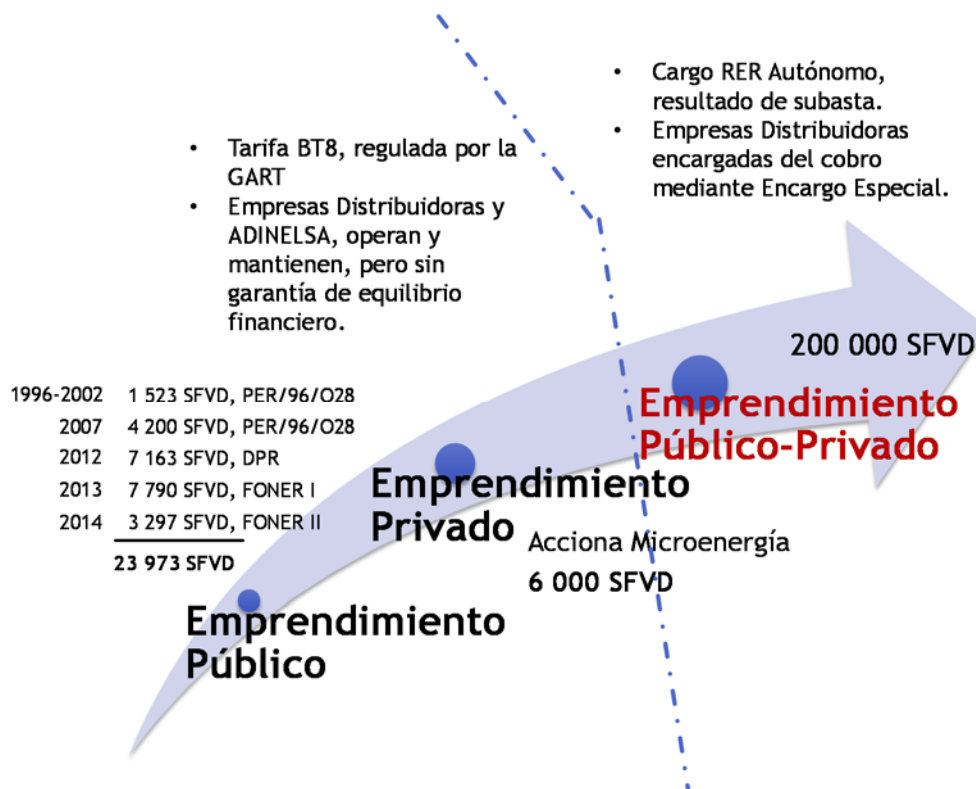 • Cargo RER Autónomo,
resultado de subasta.
• Empresas Distribuidoras
encargadas del cobro
mediante Encargo Especial.
• Tarifa BT8, regulada por la
GART
• Empresas Distribuidoras y
ADINELSA, operan y
mantienen, pero sin
garantía de equilibrio
financiero.
200 000 SFVD
Emprendimiento
Público-Privado
1996-2002 1 523 SFVD, PER/96/O28
2007 4 200 SFVD, PER/96/O28
2012 7 163 SFVD, DPR
2013 7 790 SFVD, FONER I
2014 3 297 SFVD, FONER II
23 973 SFVD
Emprendimiento
Privado
Acciona Microenergía
6 000 SFVD
Emprendimiento
Público